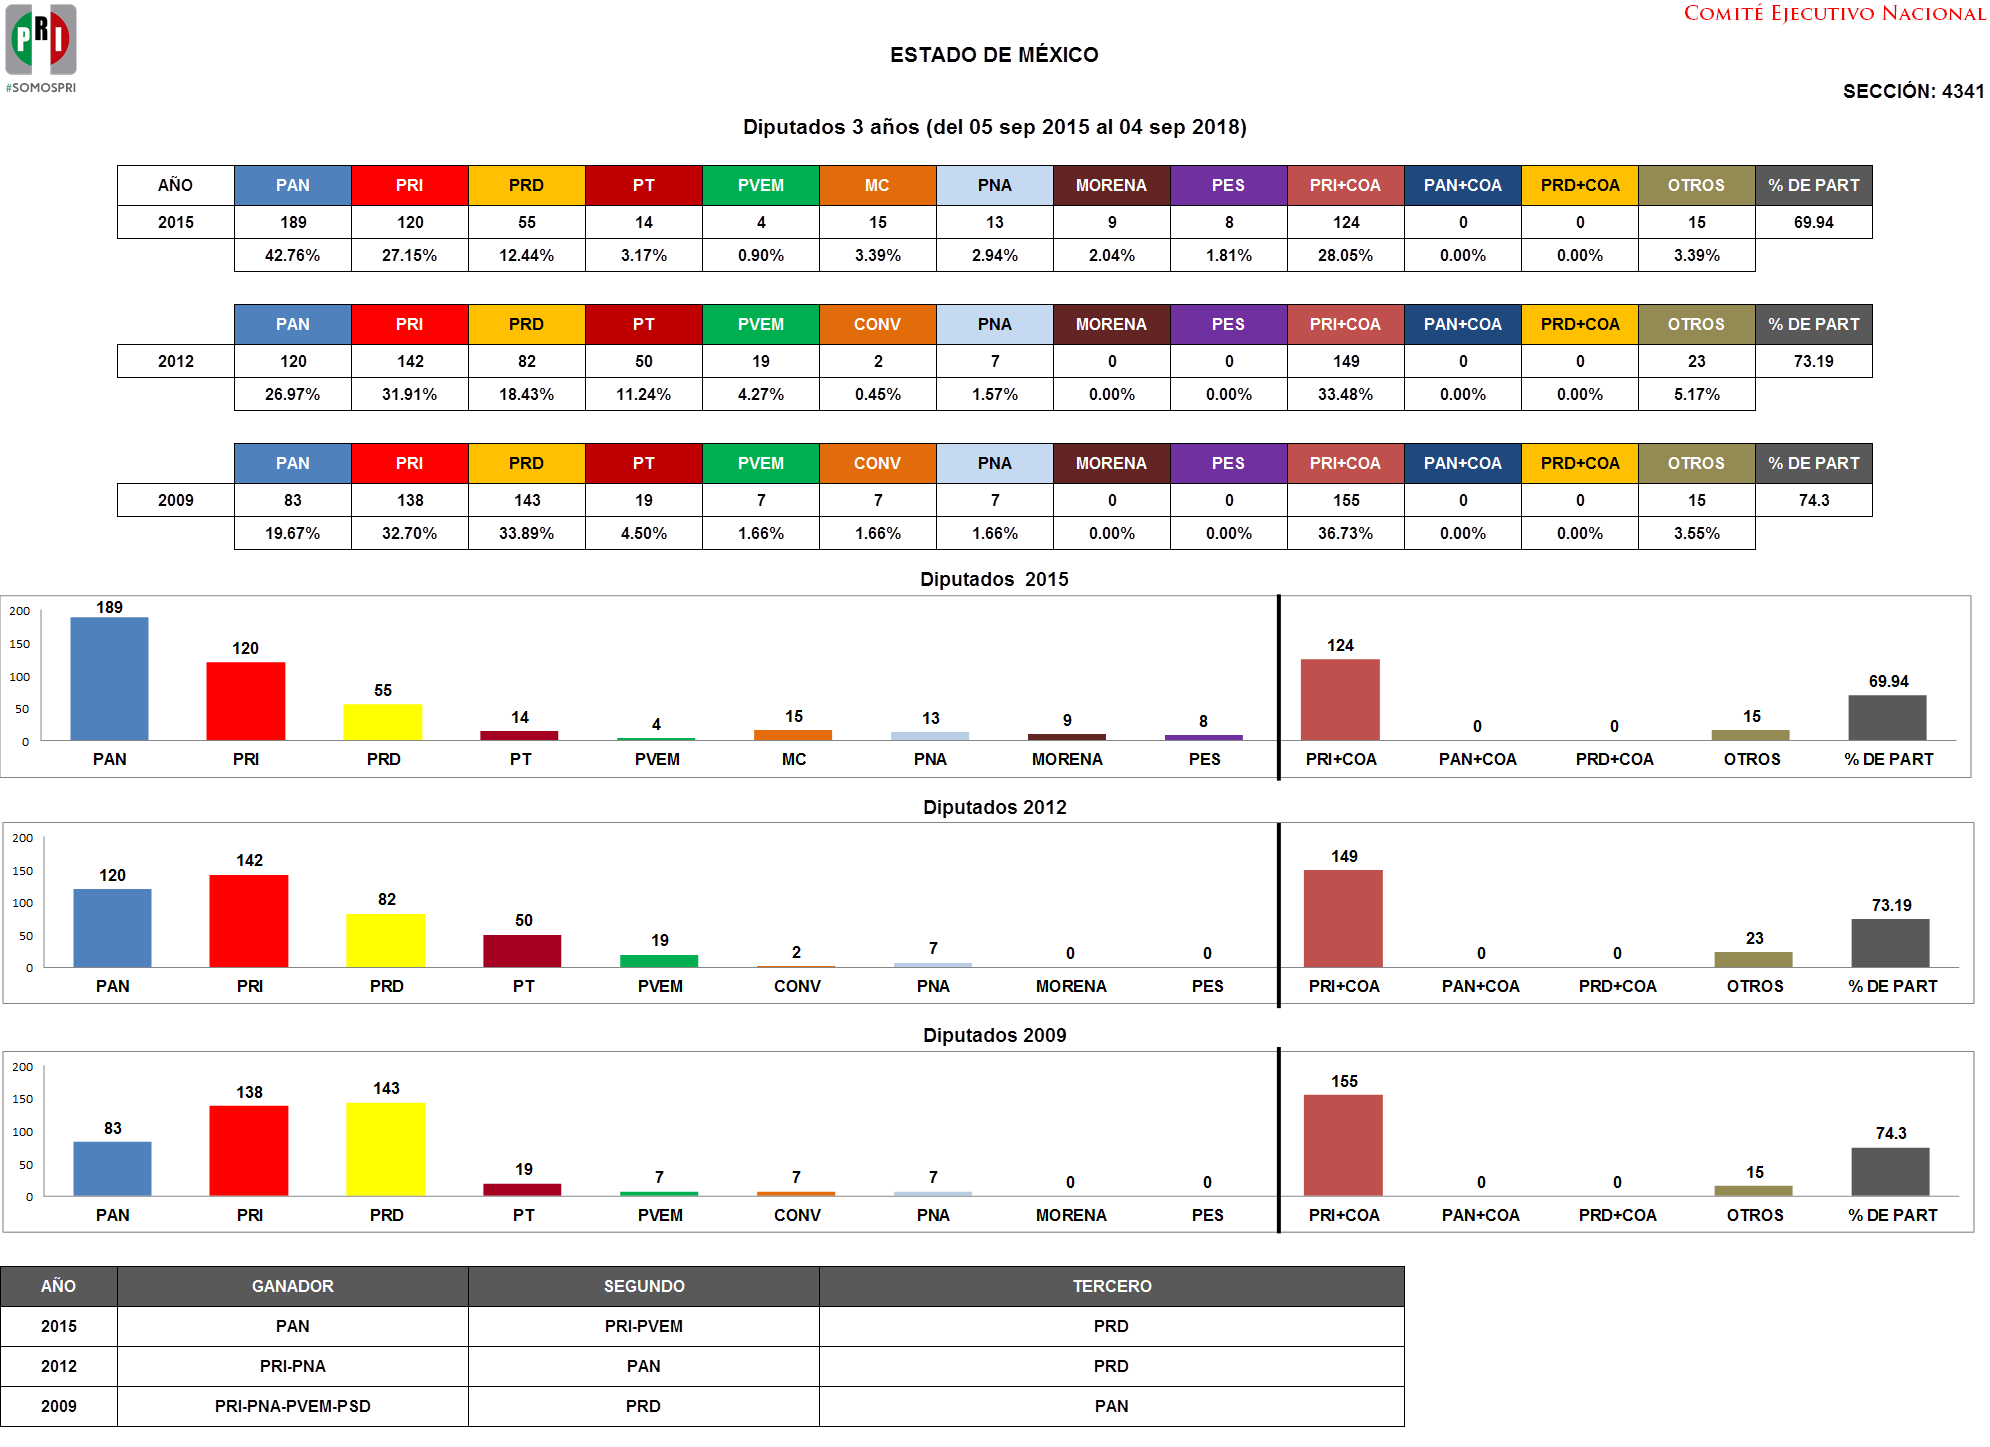 PRI
#SOMOSPRI
COMITÉ EJECUTIVO NACIONAL
ESTADO DE MÉXICO
SECCIÓN: 4341
Diputados 3 años (del 05 sep 2015 al 04 sep 2018)
AÑO PAN PRI PRD PT PVEM MC PNA MORENA PES PRI+COA PAN+COA PRD+COA OTROS % DE PART
2015 189 120 55 14 4 15 13 9 8 124 0 0 15 69.94
42.76% 27.15% 12.44% 3.17% 0.90% 3.39% 2.94% 2.04% 1.81% 28.05% 0.00% 0.00% 3.39%
PAN PRI PRD PT PVEM CONV PNA MORENA PES PRI+COA PAN+COA PRD+COA OTROS % DE PART
2012 120 142 82 50 19 2 7 0 0 149 0 0 23 73.19
26.97% 31.91% 18.43% 11.24% 4.27% 0.45% 1.57% 0.00% 0.00% 33.48% 0.00% 0.00% 5.17%
PAN PRI PRD PT PVEM CONV PNA MORENA PES PRI+COA PAN+COA PRD+COA OTROS % DE PART
2009 83 138 143 19 7 7 7 0 0 155 0 0 15 74.3
19.67% 32.70% 33.89% 4.50% 1.66% 1.66% 1.66% 0.00% 0.00% 36.73% 0.00% 0.00% 3.55%
Diputados 2015
200
150
100
50
0
189 120 55 14 4 15 13 9 8 124 0 0 15 69.94
PAN PRI PRD PT PVEM MC PNA MORENA PES PRI+COA PAN+COA PRD+COA OTROS % DE PART
Diputados 2012
200
150
100
50
0
120 142 82 50 19 2 7 0 0 149 0 0 23 73.19
PAN PRI PRD PT PVEM CONV PNA MORENA PES PRI+COA PAN+COA PRD+COA OTROS % DE PART
Diputados 2009
200
150
100
50
0
83 138 143 19 7 7 7 0 0 155 0 0 15 74.3
PAN PRI PRD PT PVEM CONV PNA MORENA PES PRI+COA PAN+COA PRD+COA OTROS % DE PART
AÑO GANADOR SEGUNDO TERCERO
2015 PAN PRI-PVEM PRD
2012 PRI-PNA PAN PRD
2009 PRI-PNA-PVEM-PSD PRD PAN